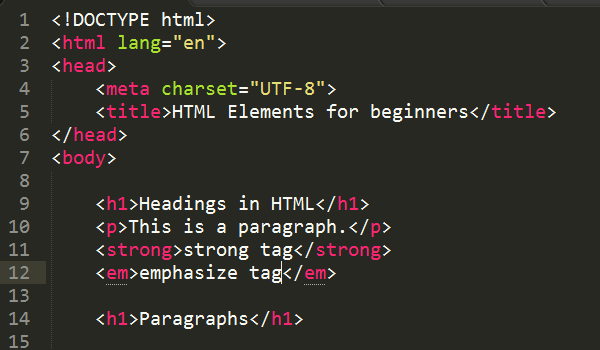 1 <!DOCTYPE html>
2 <html lang="en">
3 <head>
4     <meta charset="UTF-8">
5     <title>HTML Elements for beginners</title>
6 </head>
7 <body>
8
9     <h1>Headings in HTML</h1>
10     <p>This is a paragraph.</p>
11     <strong>strong tag</strong>
12     <em>emphasize tag</em>
13
14     <h1>Paragraphs</h1>
15